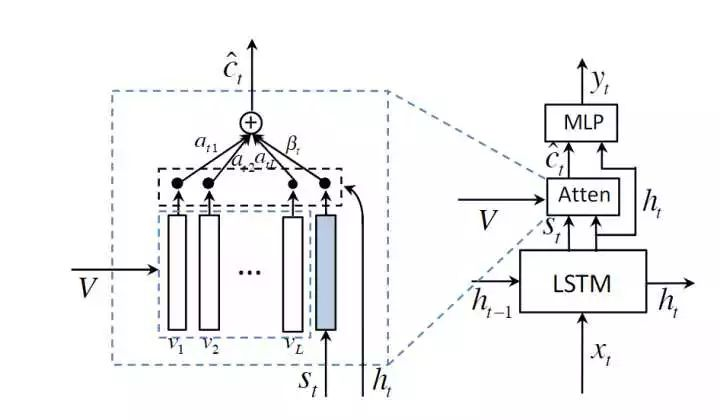 ĉ_t
a_t1 a_t2 a_tL β_t
V
...
v_1 v_2 v_L
s_t h_t
y_t
MLP
ĉ_t
h_t
Atten
V
s_t
LSTM
h_t-1
h_t
x_t